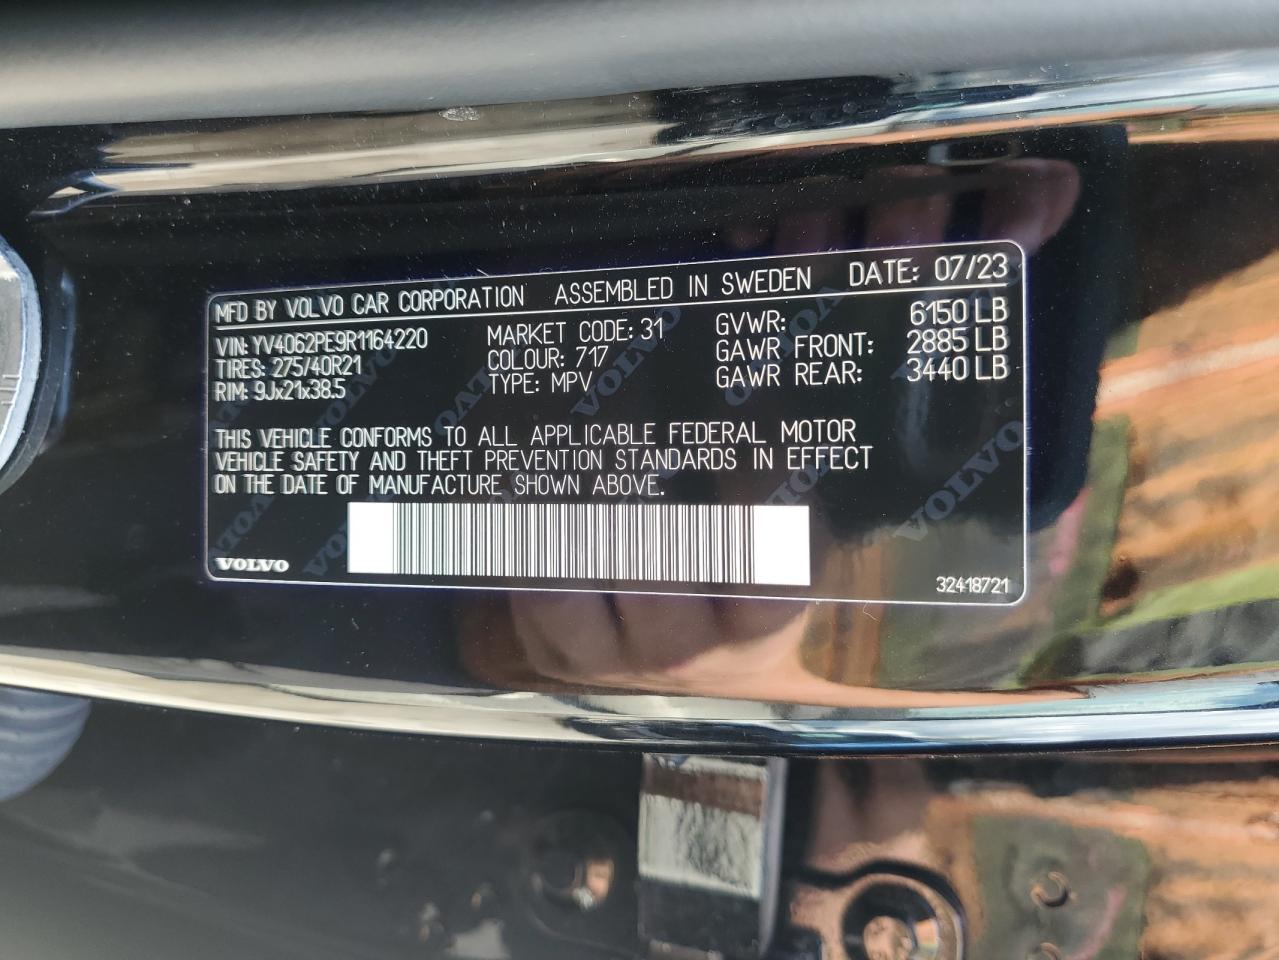 MFD BY VOLVO CAR CORPORATION ASSEMBLED IN SWEDEN DATE: 07/23
VIN: YV4062PE9R1164220 MARKET CODE: 31 GVWR: 6150 LB
TIRES: 275/40R21 COLOUR: 717 GAWR FRONT: 2885 LB
RIM: 9Jx21x38.5 TYPE: MPV GAWR REAR: 3440 LB
THIS VEHICLE CONFORMS TO ALL APPLICABLE FEDERAL MOTOR
VEHICLE SAFETY AND THEFT PREVENTION STANDARDS IN EFFECT
ON THE DATE OF MANUFACTURE SHOWN ABOVE.
VOLVO
32418721